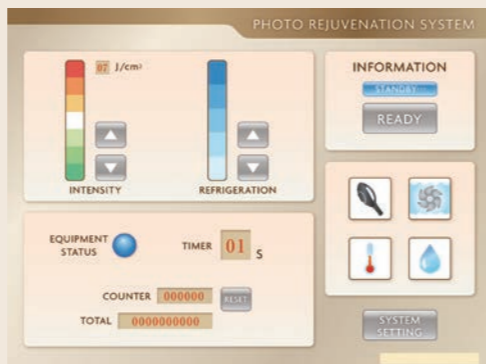 PHOTO REJUVENATION SYSTEM
07 J/cm²
INTENSITY
REFRIGERATION
INFORMATION
STANDBY
READY
EQUIPMENT STATUS
TIMER 01 S
COUNTER 000000 RESET
TOTAL 0000000000
SYSTEM
SETTING